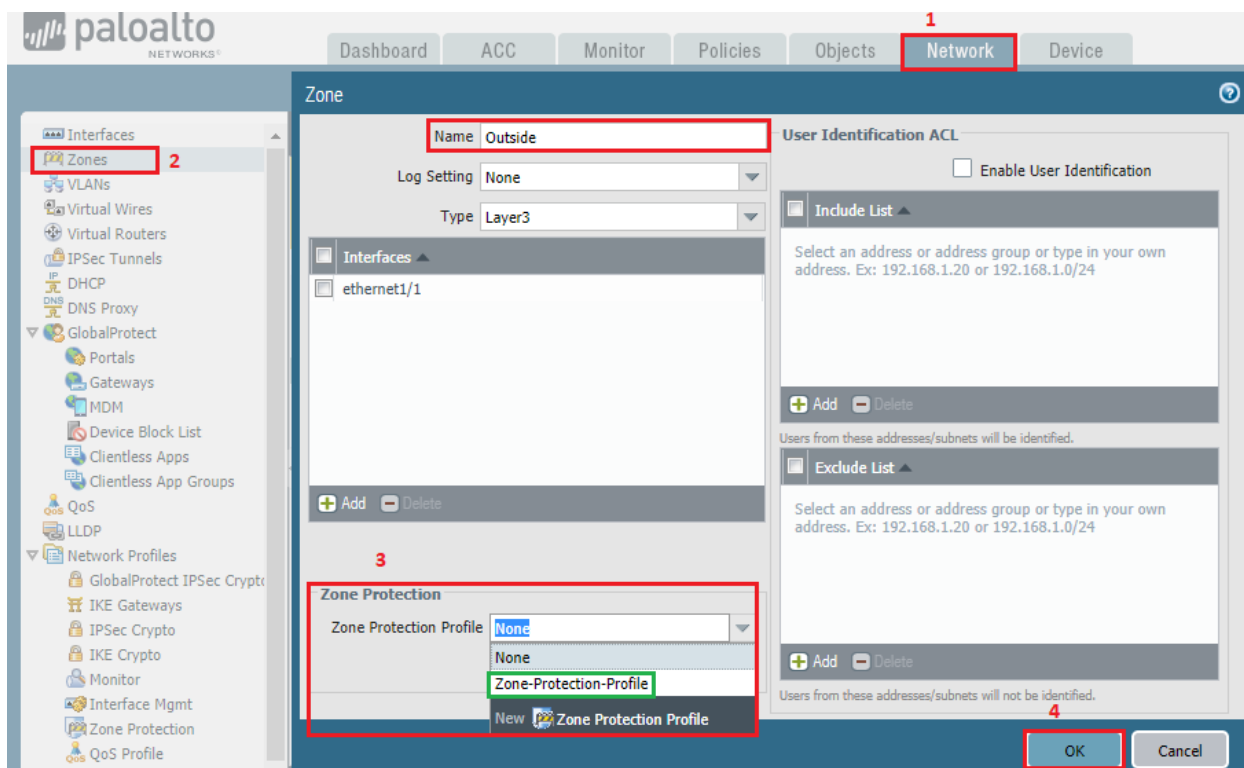 paloalto
NETWORKS®
1
Dashboard
ACC
Monitor
Policies
Objects
Network
Device
Interfaces
Zones
2
VLANs
Virtual Wires
Virtual Routers
IPSec Tunnels
IP
DHCP
DNS
DNS Proxy
GlobalProtect
Portals
Gateways
MDM
Device Block List
Clientless Apps
Clientless App Groups
QoS
LLDP
Network Profiles
GlobalProtect IPSec Crypto
IKE Gateways
IPSec Crypto
IKE Crypto
Monitor
Interface Mgmt
Zone Protection
QoS Profile
Zone
Name Outside
Log Setting None
Type Layer3
Interfaces
ethernet1/1
Add Delete
3
Zone Protection
Zone Protection Profile None
None
Zone-Protection-Profile
New Zone Protection Profile
User Identification ACL
Enable User Identification
Include List
Select an address or address group or type in your own
address. Ex: 192.168.1.20 or 192.168.1.0/24
Add Delete
Users from these addresses/subnets will be identified.
Exclude List
Select an address or address group or type in your own
address. Ex: 192.168.1.20 or 192.168.1.0/24
Add Delete
Users from these addresses/subnets will not be identified.
4
OK
Cancel